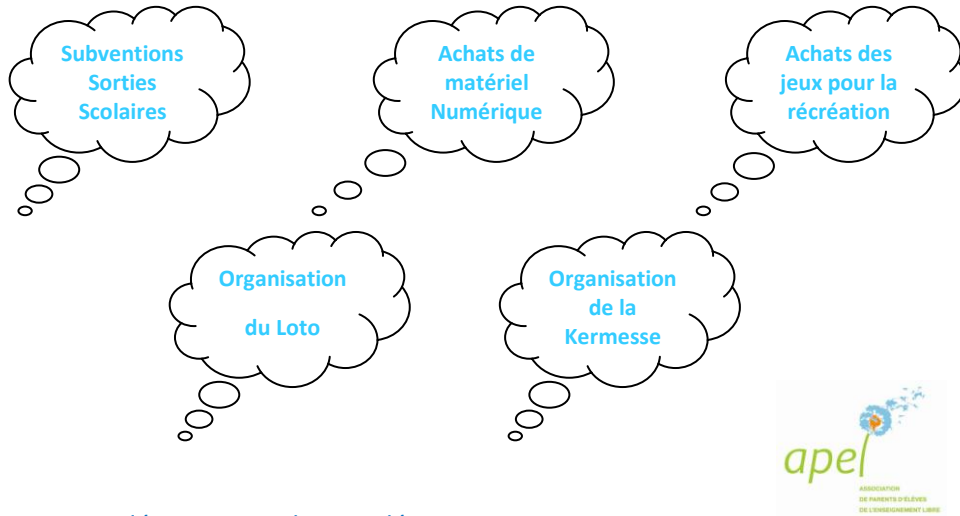 Subventions
Sorties
Scolaires
Achats de
matériel
Numérique
Achats des
jeux pour la
récréation
Organisation
du Loto
Organisation
de la
Kermesse
apel
ASSOCIATION
DE PARENTS D'ÉLÈVES
DE L'ENSEIGNEMENT LIBRE